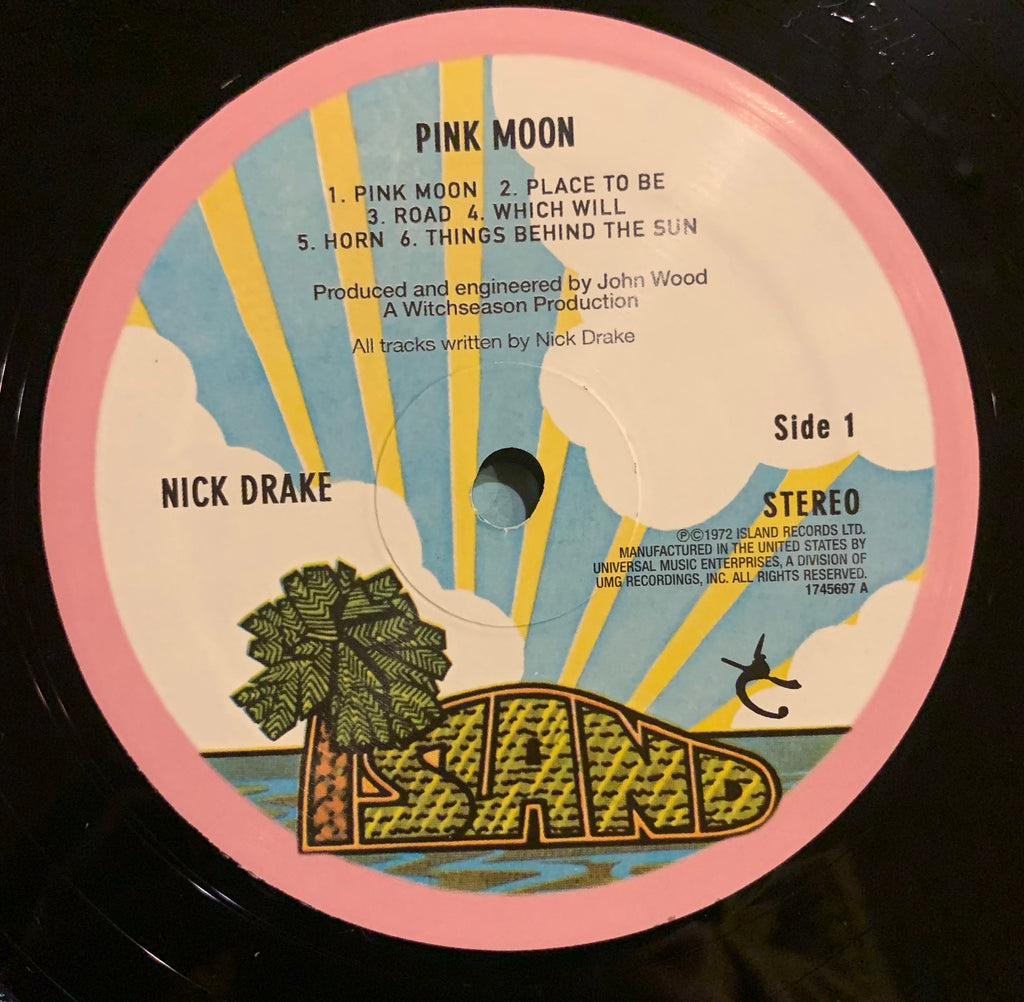 PINK MOON
1. PINK MOON 2. PLACE TO BE
3. ROAD 4. WHICH WILL
5. HORN 6. THINGS BEHIND THE SUN
Produced and engineered by John Wood
A Witchseason Production
All tracks written by Nick Drake
Side 1
NICK DRAKE
STEREO
℗©1972 ISLAND RECORDS LTD.
MANUFACTURED IN THE UNITED STATES BY
UNIVERSAL MUSIC ENTERPRISES, A DIVISION OF
UMG RECORDINGS, INC. ALL RIGHTS RESERVED.
1745697 A
ISLAND